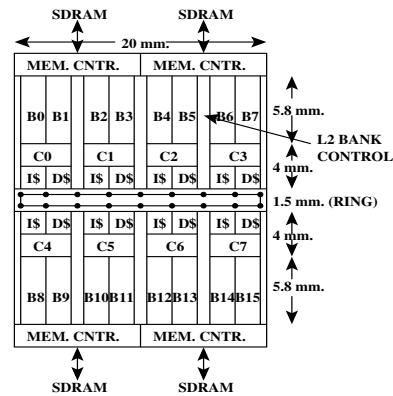 SDRAM SDRAM
20 mm.
MEM. CNTR. MEM. CNTR.
B0 B1 B2 B3 B4 B5 B6 B7
5.8 mm.
L2 BANK
CONTROL
C0 C1 C2 C3
4 mm.
I$ D$ I$ D$ I$ D$ I$ D$
1.5 mm. (RING)
I$ D$ I$ D$ I$ D$ I$ D$
4 mm.
C4 C5 C6 C7
B8 B9 B10 B11 B12 B13 B14 B15
5.8 mm.
MEM. CNTR. MEM. CNTR.
SDRAM SDRAM